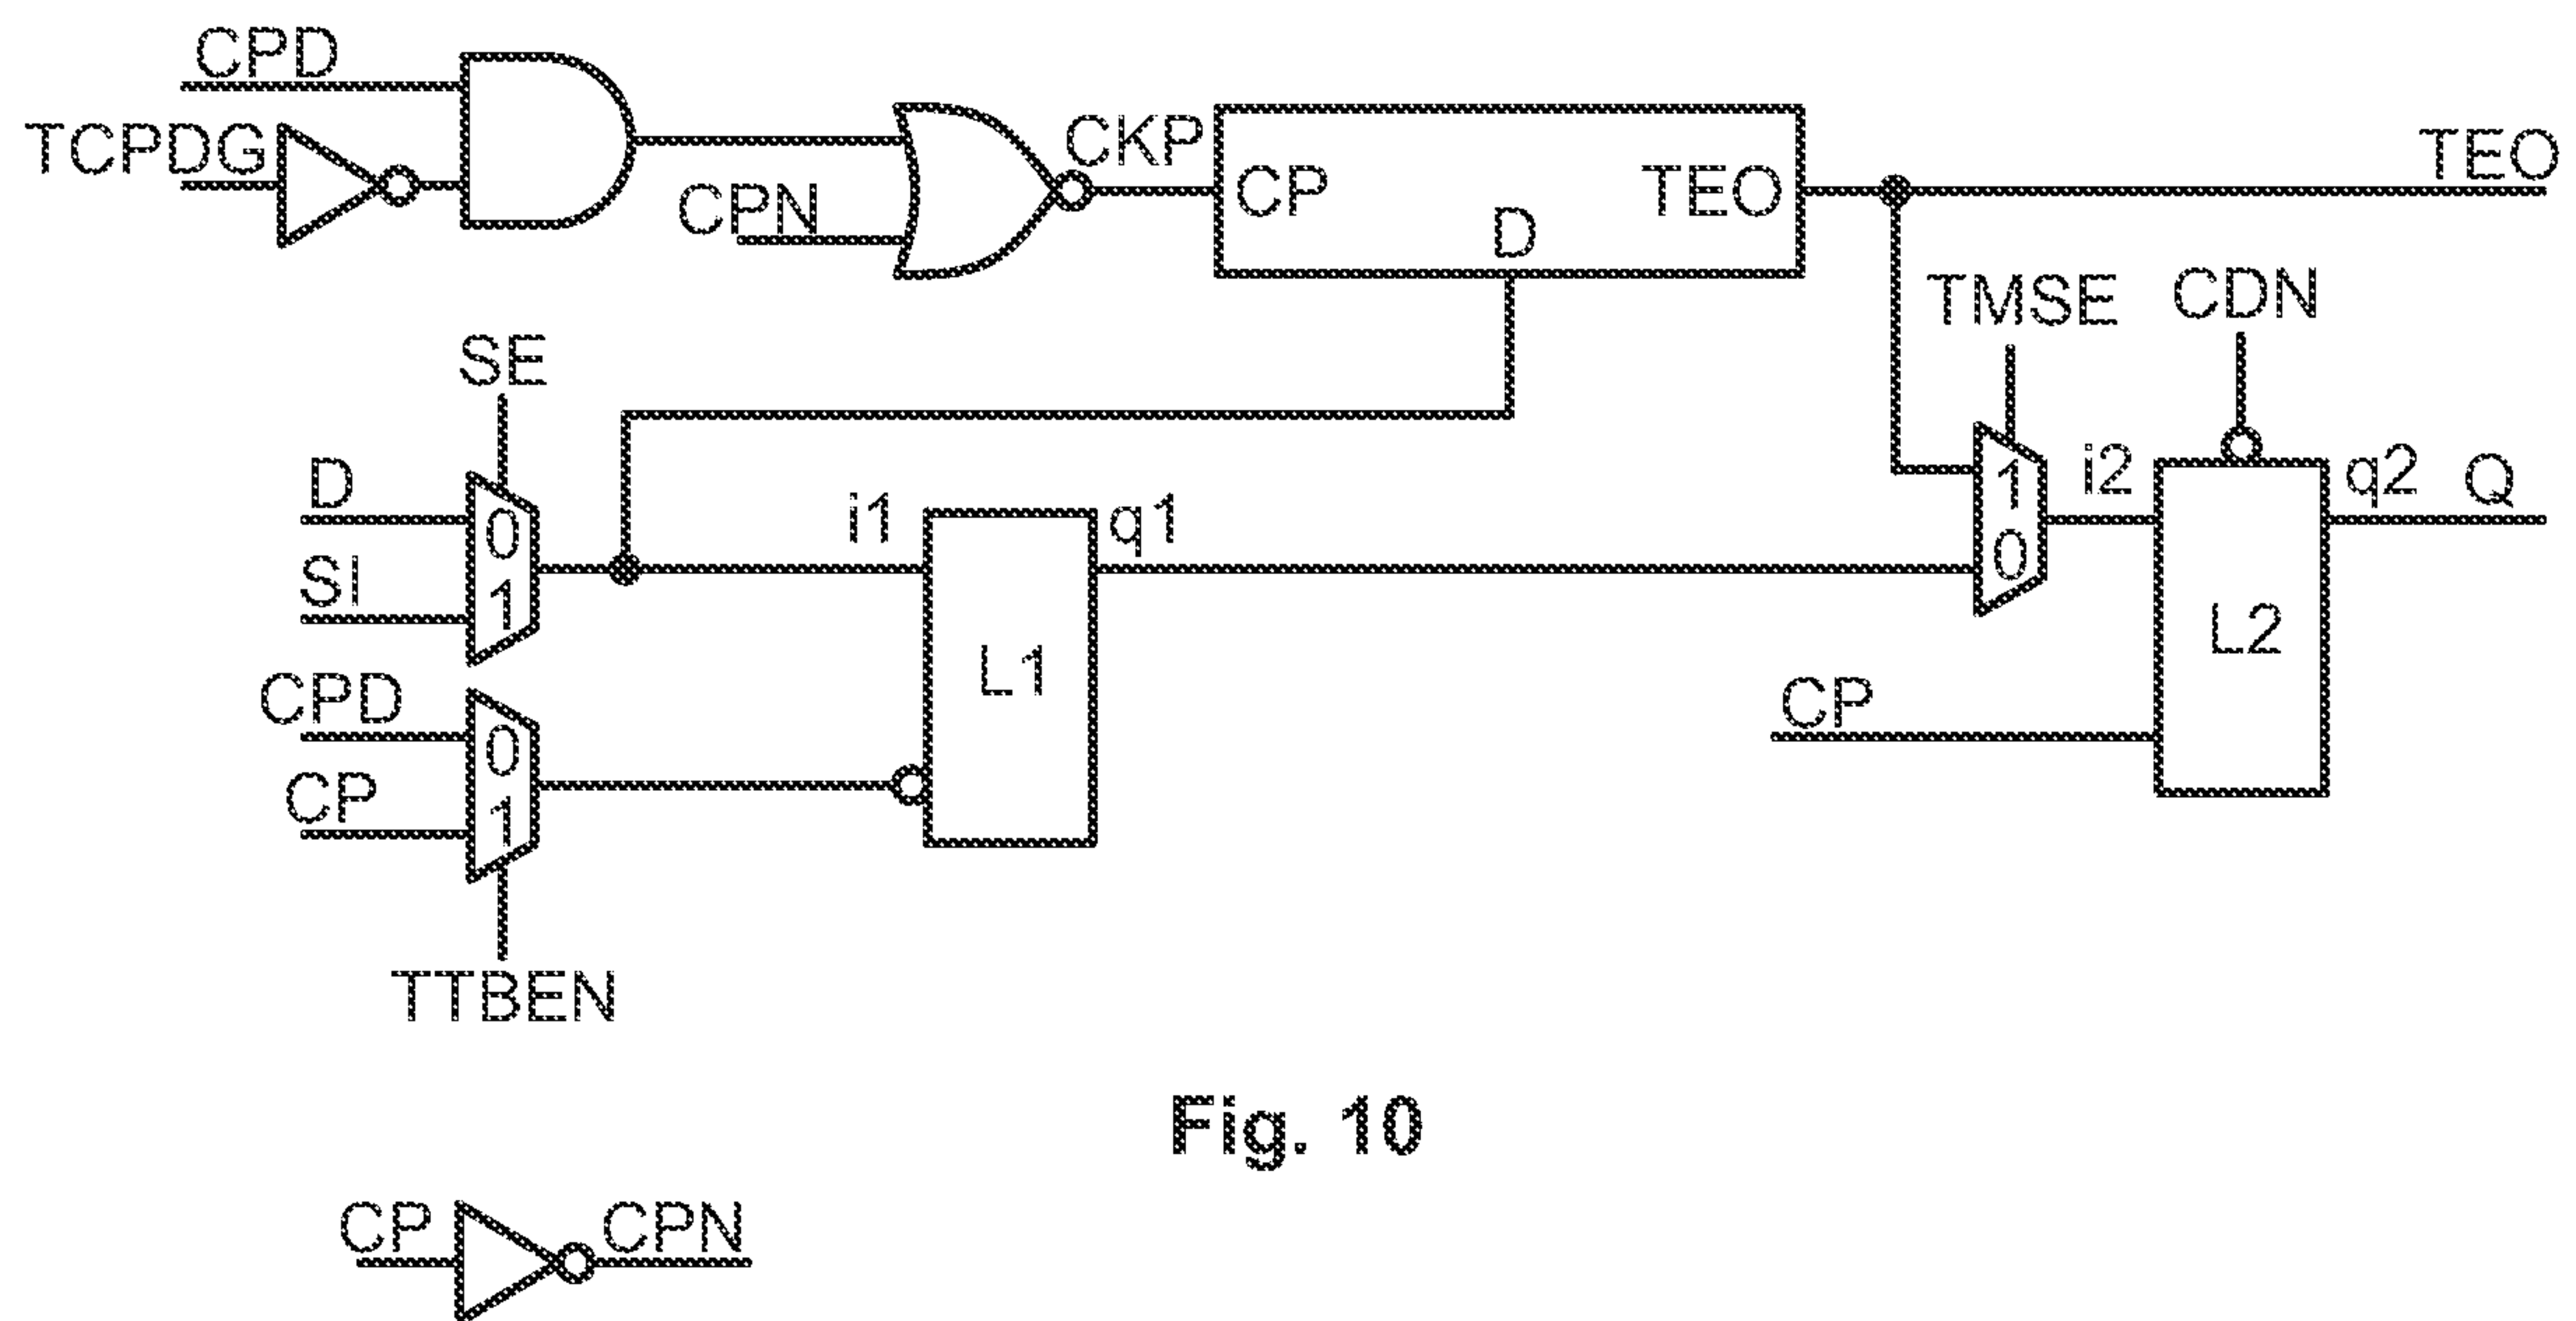 CPD
TCPDG
CPN
CKP
CP
D
TEO
TEO
SE
TMSE
CDN
D
SI
0
1
i1
q1
L1
1
0
i2
q2
Q
L2
CPD
CP
0
1
CP
TTBEN
Fig. 10
CP
CPN